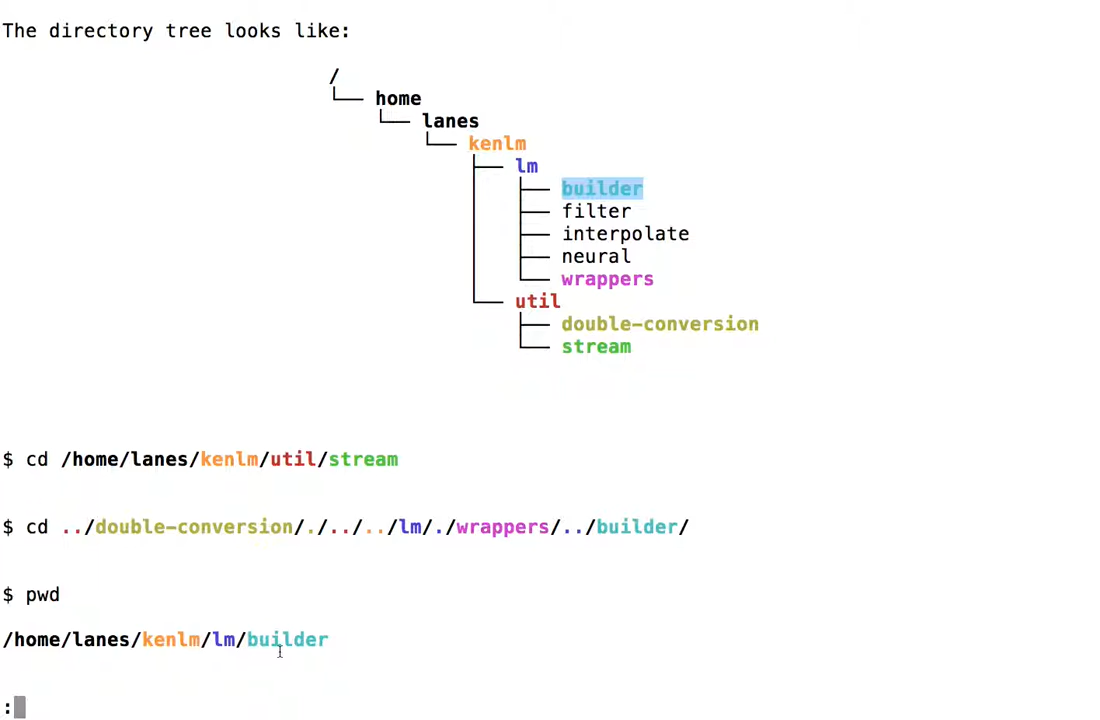 The directory tree looks like:
/
└── home
└── lanes
└── kenlm
├── lm
├── builder
├── filter
├── interpolate
├── neural
└── wrappers
└── util
├── double-conversion
└── stream
$ cd /home/lanes/kenlm/util/stream
$ cd ../double-conversion/./../../lm/./wrappers/../builder/
$ pwd
/home/lanes/kenlm/lm/builder
: